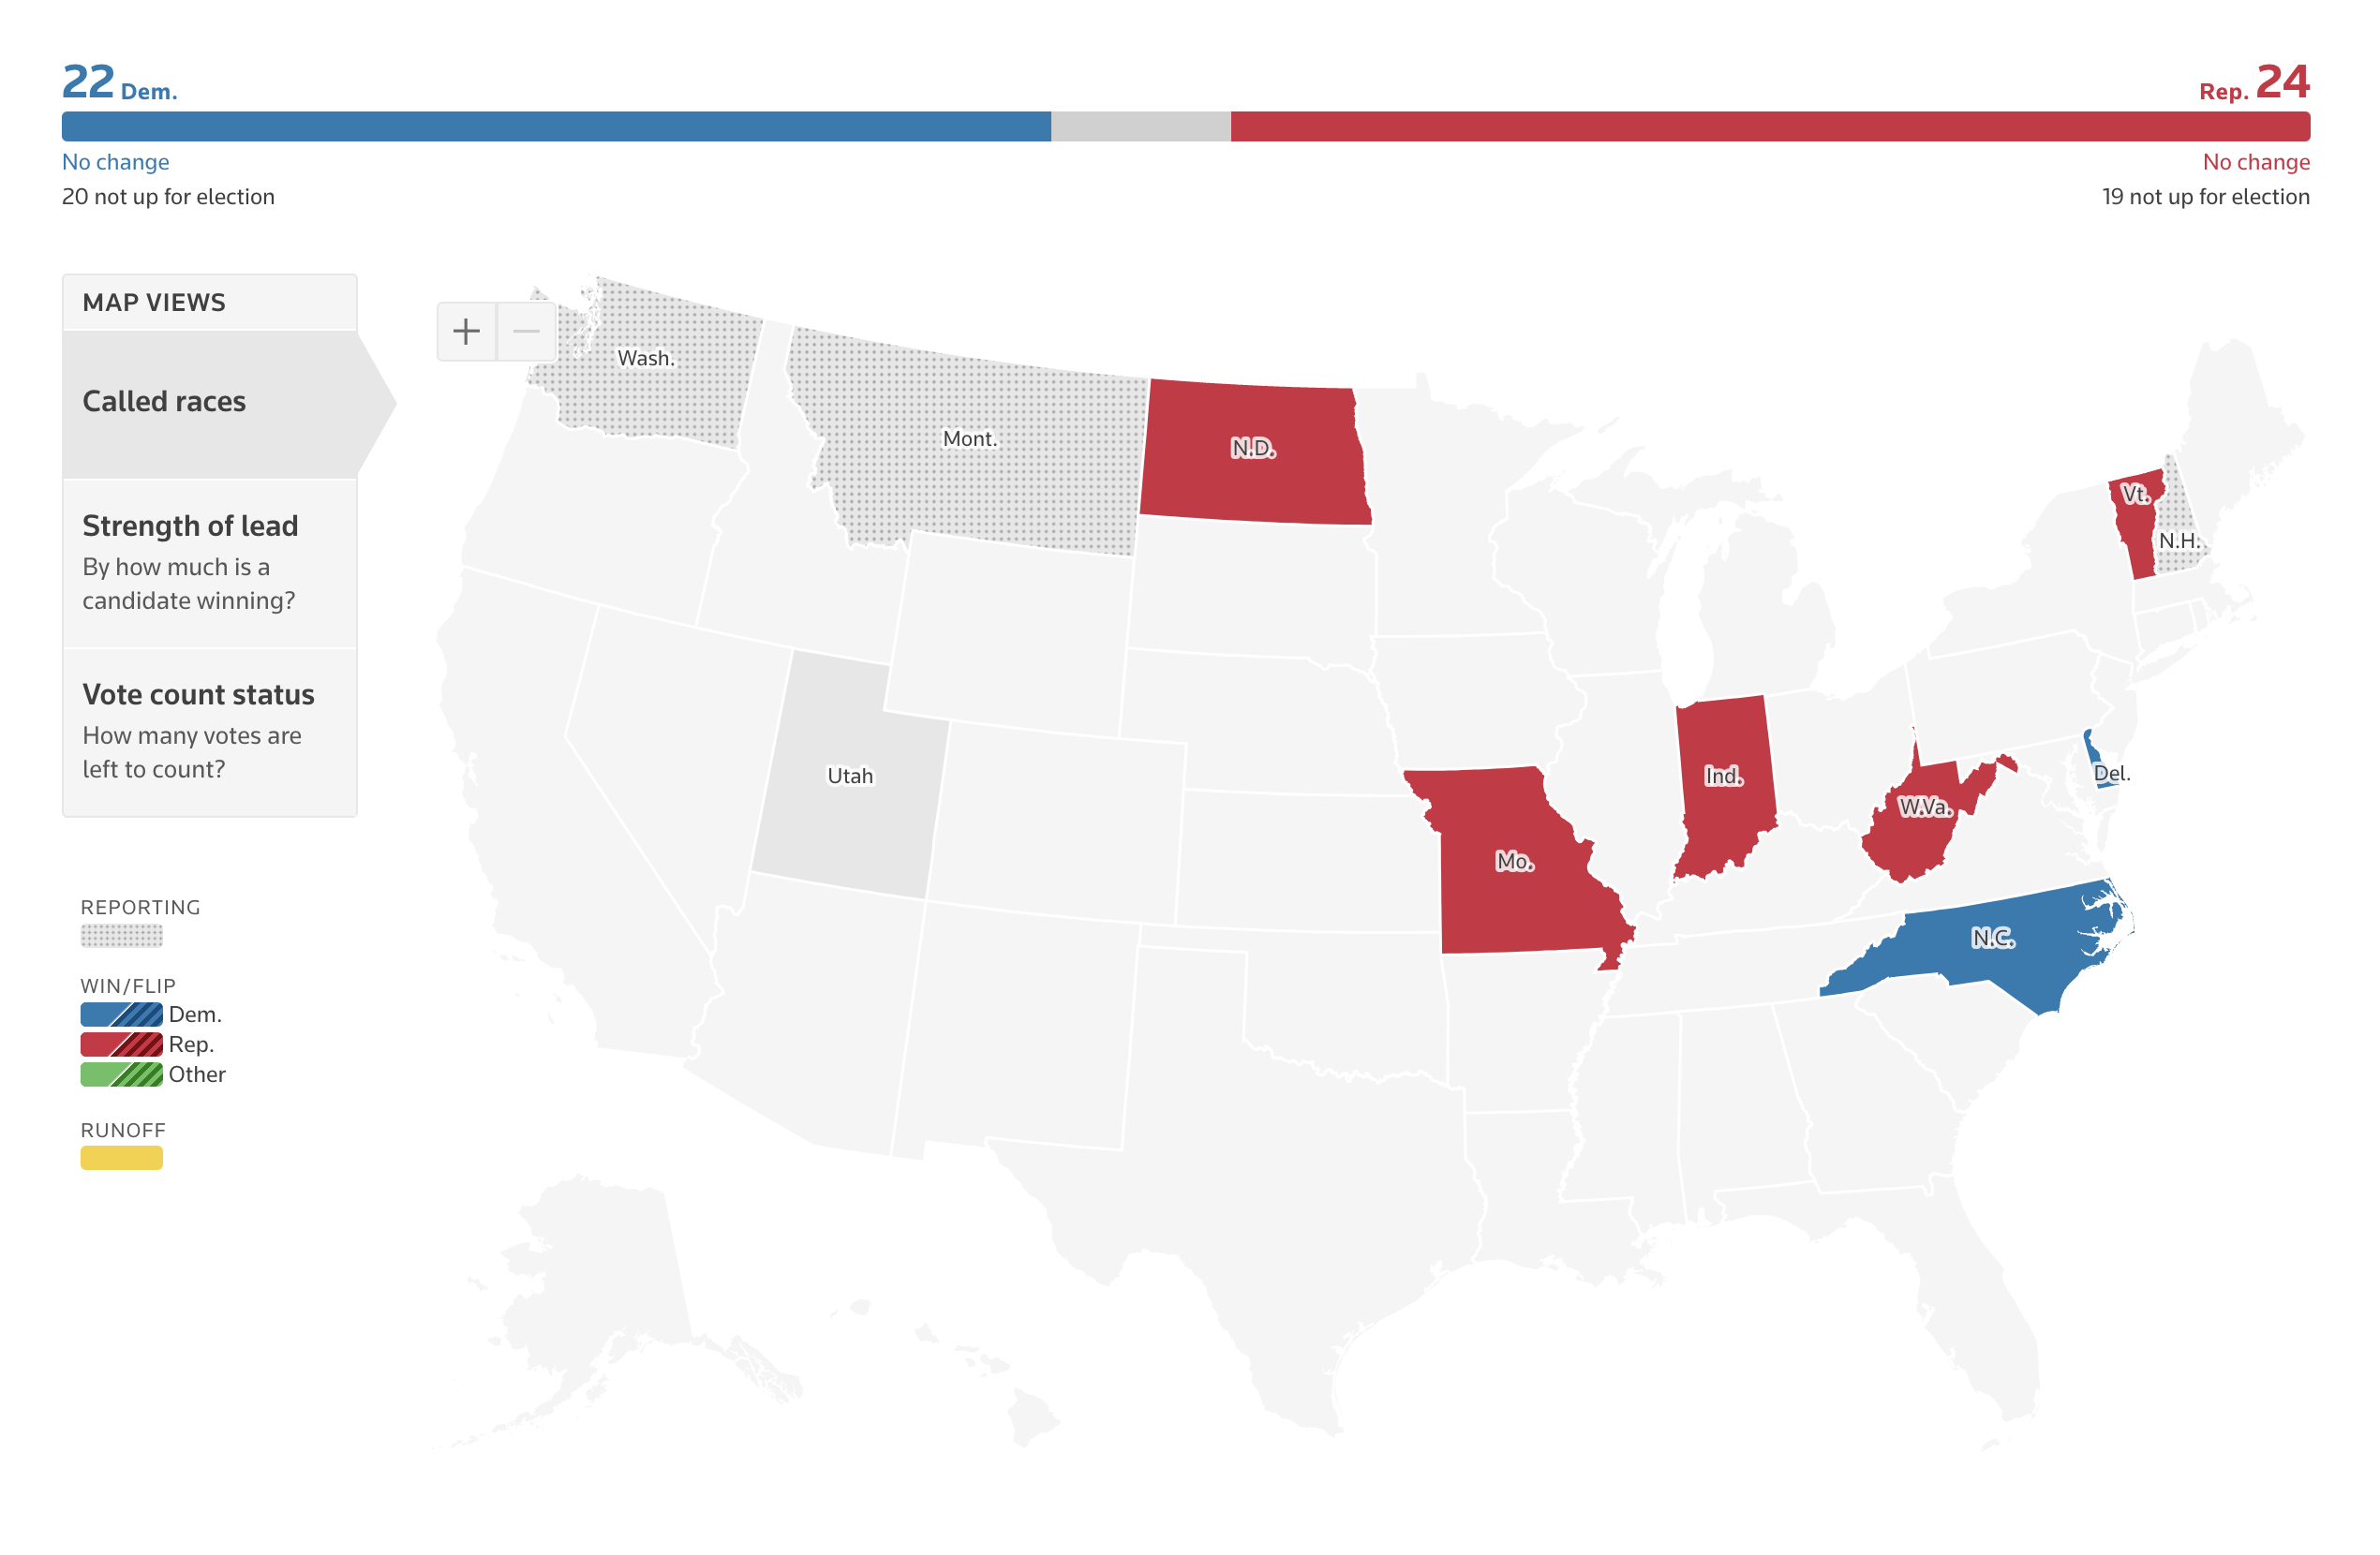 22 Dem.
Rep. 24
No change
No change
20 not up for election
19 not up for election
MAP VIEWS
Called races
Strength of lead
By how much is a
candidate winning?
Vote count status
How many votes are
left to count?
REPORTING
WIN/FLIP
Dem.
Rep.
Other
RUNOFF
+
−
Wash.
Mont.
N.D.
Vt.
N.H.
Utah
Ind.
Del.
W.Va.
Mo.
N.C.